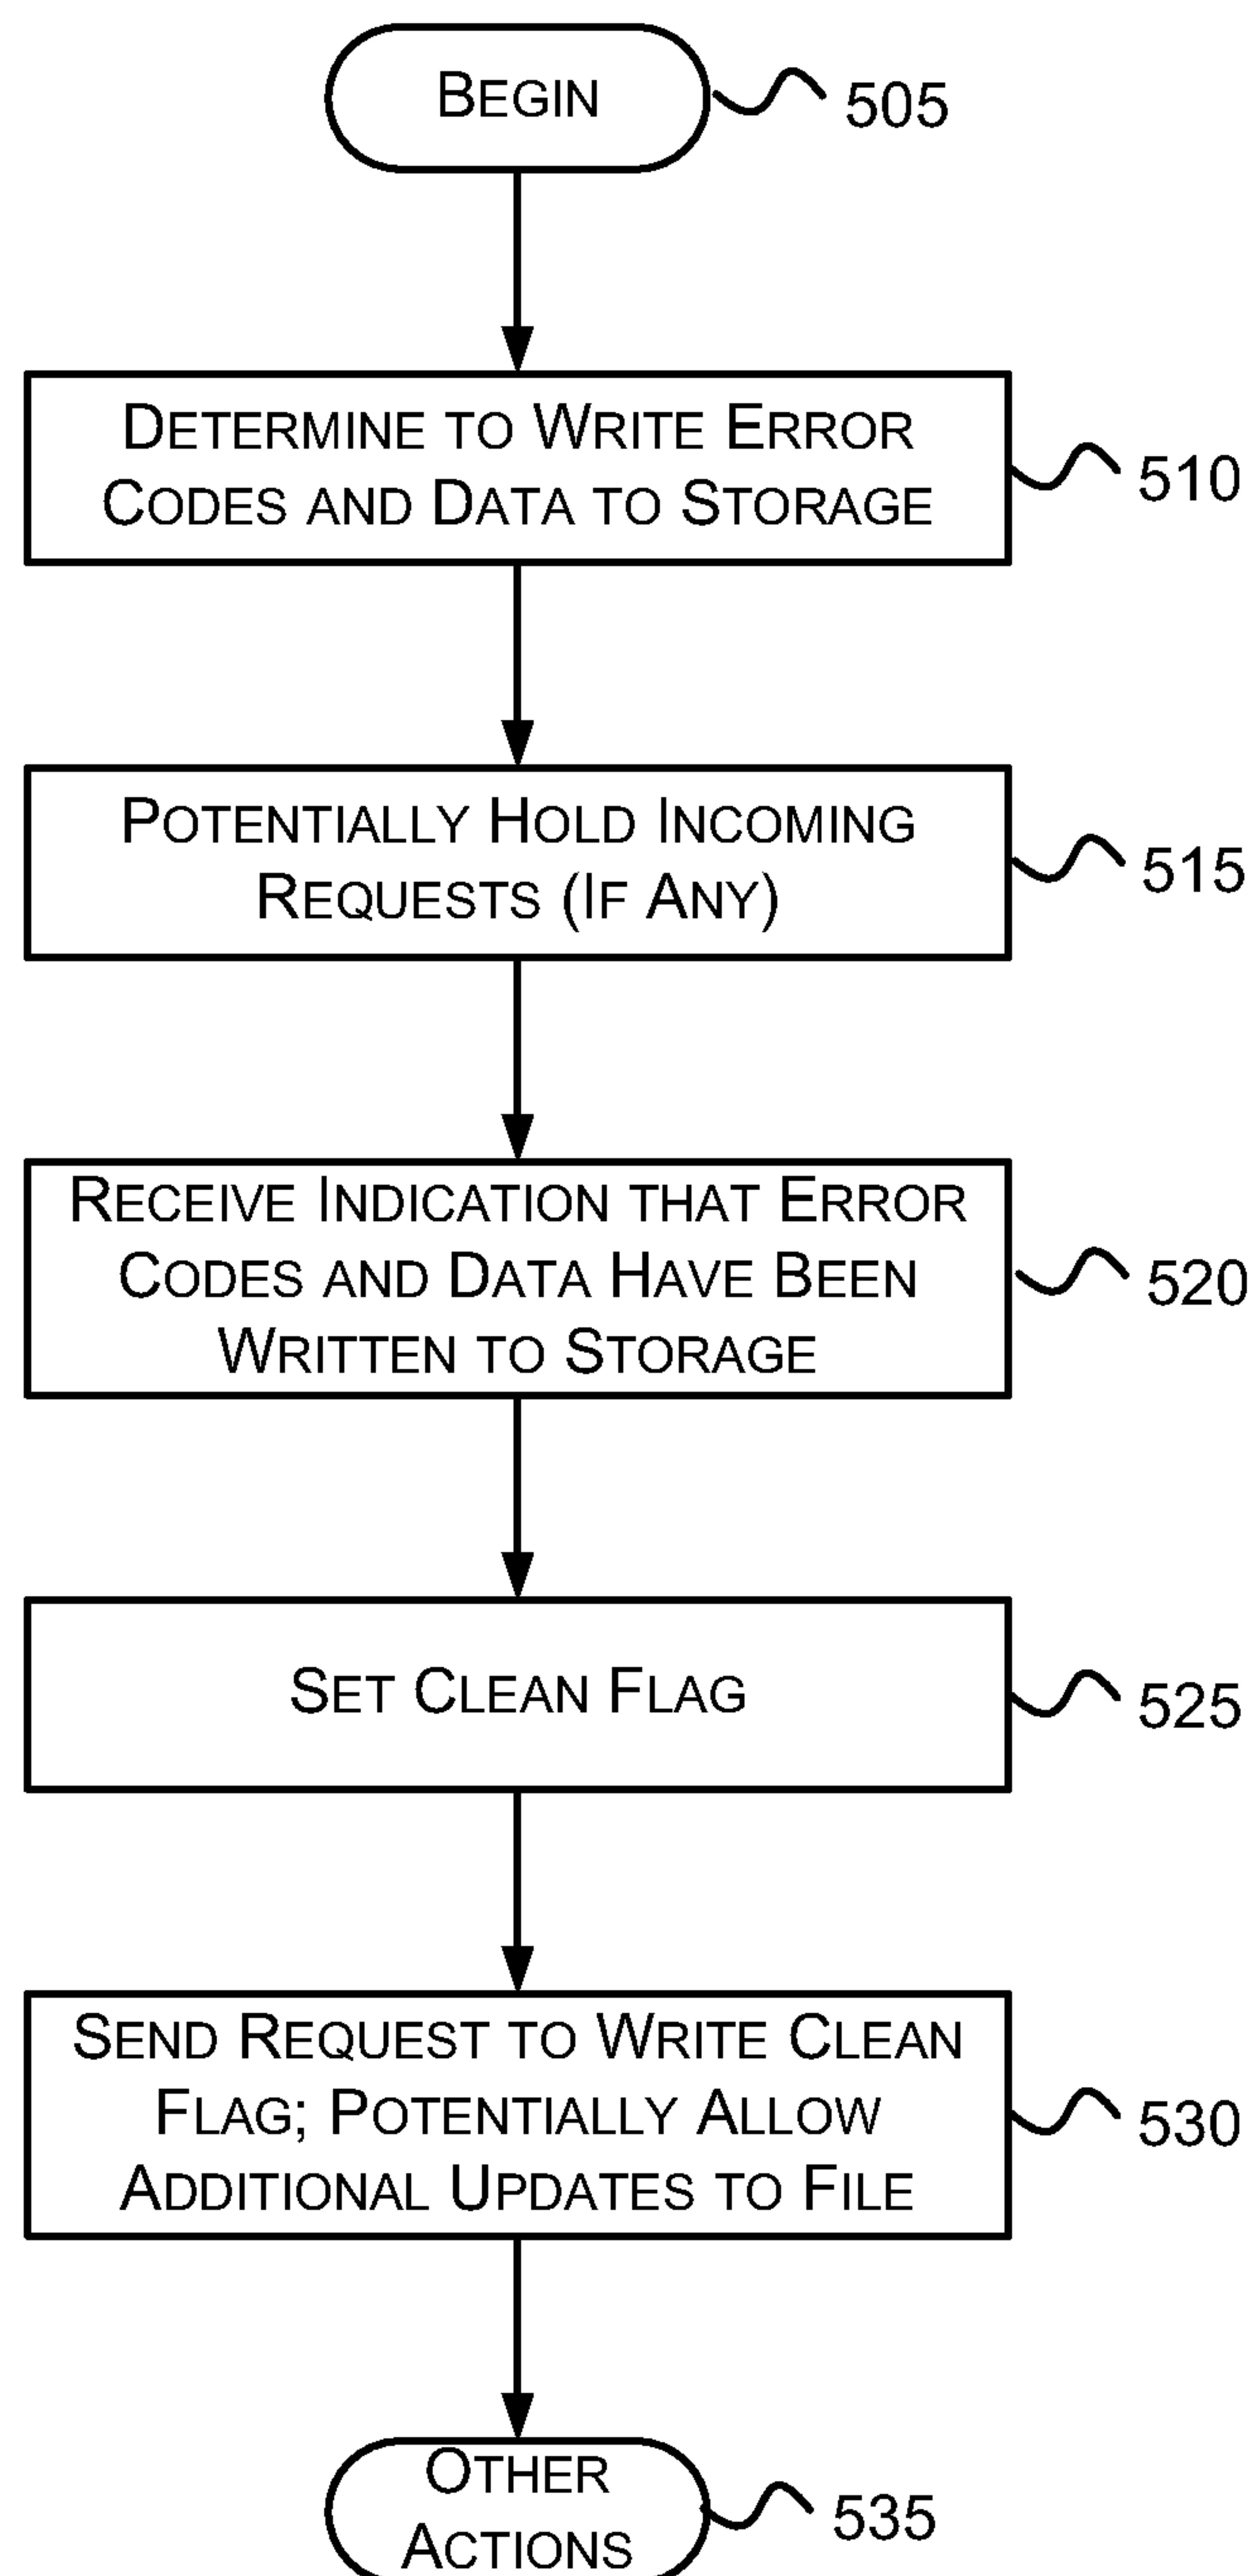 BEGIN
505
DETERMINE TO WRITE ERROR
CODES AND DATA TO STORAGE
510
POTENTIALLY HOLD INCOMING
REQUESTS (IF ANY)
515
RECEIVE INDICATION THAT ERROR
CODES AND DATA HAVE BEEN
WRITTEN TO STORAGE
520
SET CLEAN FLAG
525
SEND REQUEST TO WRITE CLEAN
FLAG; POTENTIALLY ALLOW
ADDITIONAL UPDATES TO FILE
530
OTHER
ACTIONS
535